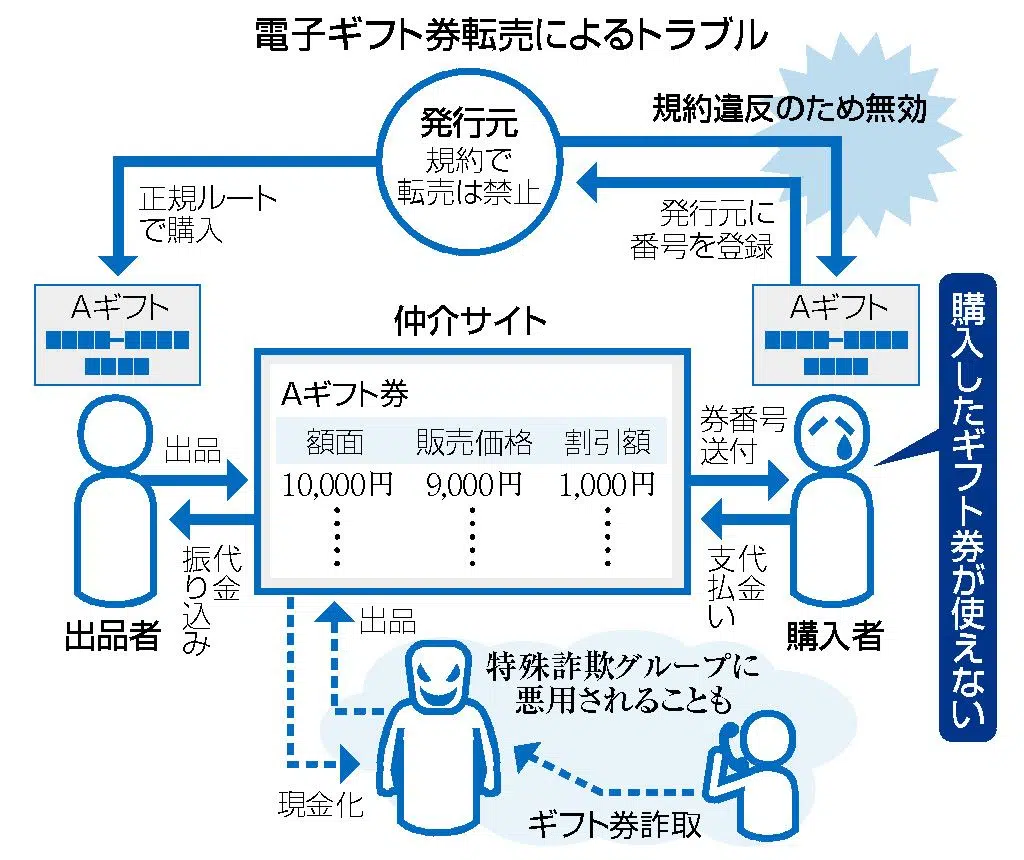 電子ギフト券転売によるトラブル
発行元
規約で
転売は禁止
規約違反のため無効
正規ルート
で購入
発行元に
番号を登録
Aギフト
Aギフト
仲介サイト
Aギフト券
額面 販売価格 割引額
10,000円 9,000円 1,000円
出品
代金
振り込み
券番号
送付
代金
支払い
出品者
購入者
購入したギフト券が使えない
出品
現金化
特殊詐欺グループに
悪用されることも
ギフト券詐取